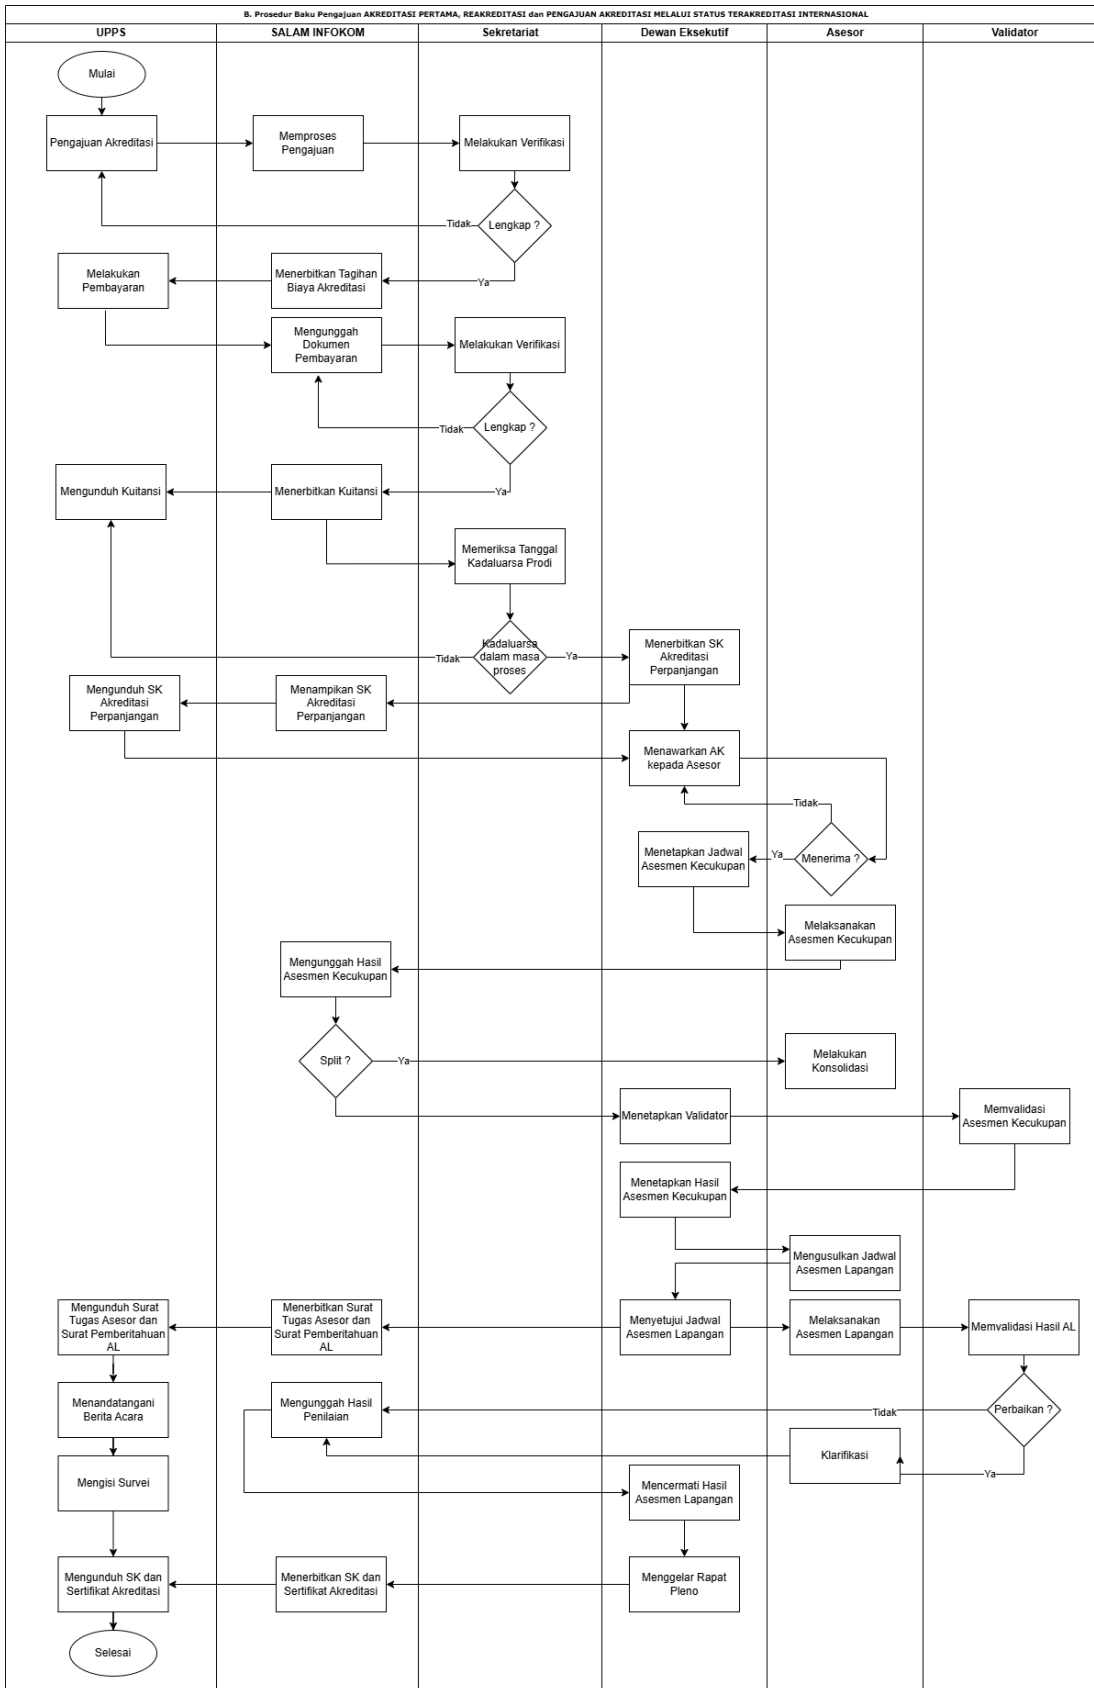 B. Prosedur Baku Pengajuan AKREDITASI PERTAMA, REAKREDITASI dan PENGAJUAN AKREDITASI MELALUI STATUS TERAKREDITASI INTERNASIONAL
UPPS
SALAM INFOKOM
Sekretariat
Dewan Eksekutif
Asesor
Validator
Mulai
Pengajuan Akreditasi
Memproses
Pengajuan
Melakukan Verifikasi
Lengkap ?
Tidak
Ya
Menerbitkan Tagihan
Biaya Akreditasi
Melakukan
Pembayaran
Mengunggah
Dokumen
Pembayaran
Melakukan Verifikasi
Lengkap ?
Tidak
Ya
Menerbitkan Kuitansi
Mengunduh Kuitansi
Memeriksa Tanggal
Kadaluarsa Prodi
Kadaluarsa
dalam masa
proses
Tidak
Ya
Menerbitkan SK
Akreditasi
Perpanjangan
Menampikan SK
Akreditasi
Perpanjangan
Mengunduh SK
Akreditasi
Perpanjangan
Menawarkan AK
kepada Asesor
Tidak
Menerima ?
Ya
Menetapkan Jadwal
Asesmen Kecukupan
Melaksanakan
Asesmen Kecukupan
Mengunggah Hasil
Asesmen Kecukupan
Split ?
Ya
Melakukan
Konsolidasi
Menetapkan Validator
Memvalidasi
Asesmen Kecukupan
Menetapkan Hasil
Asesmen Kecukupan
Mengusulkan Jadwal
Asesmen Lapangan
Mengunduh Surat
Tugas Asesor dan
Surat Pemberitahuan
AL
Menerbitkan Surat
Tugas Asesor dan
Surat Pemberitahuan
AL
Menyetujui Jadwal
Asesmen Lapangan
Melaksanakan
Asesmen Lapangan
Memvalidasi Hasil AL
Menandatangani
Berita Acara
Mengunggah Hasil
Penilaian
Tidak
Perbaikan ?
Klarifikasi
Ya
Mengisi Survei
Mencermati Hasil
Asesmen Lapangan
Mengunduh SK dan
Sertifikat Akreditasi
Menerbitkan SK dan
Sertifikat Akreditasi
Menggelar Rapat
Pleno
Selesai